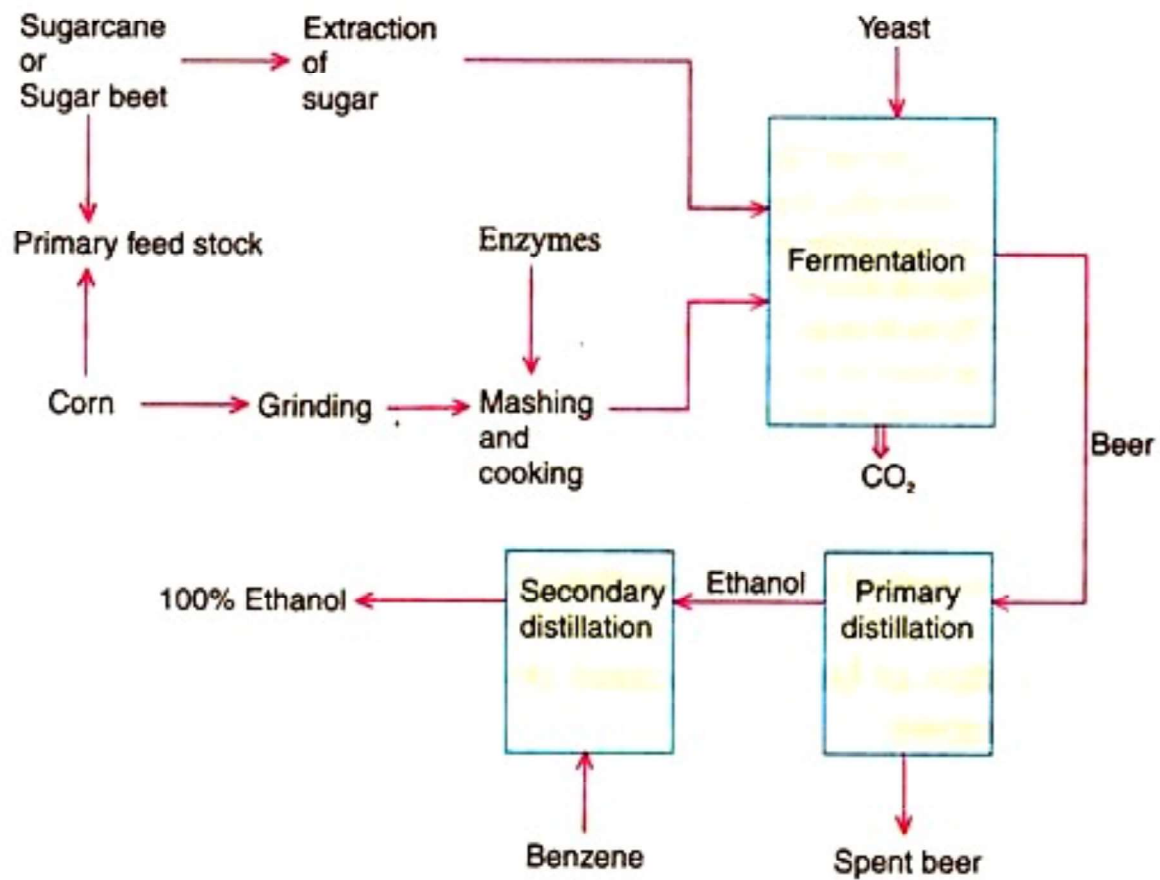 Sugarcane
or
Sugar beet
Extraction
of
sugar
Yeast
Primary feed stock
Enzymes
Fermentation
Corn
Grinding
Mashing
and
cooking
Beer
CO₂
100% Ethanol
Secondary
distillation
Ethanol
Primary
distillation
Benzene
Spent beer